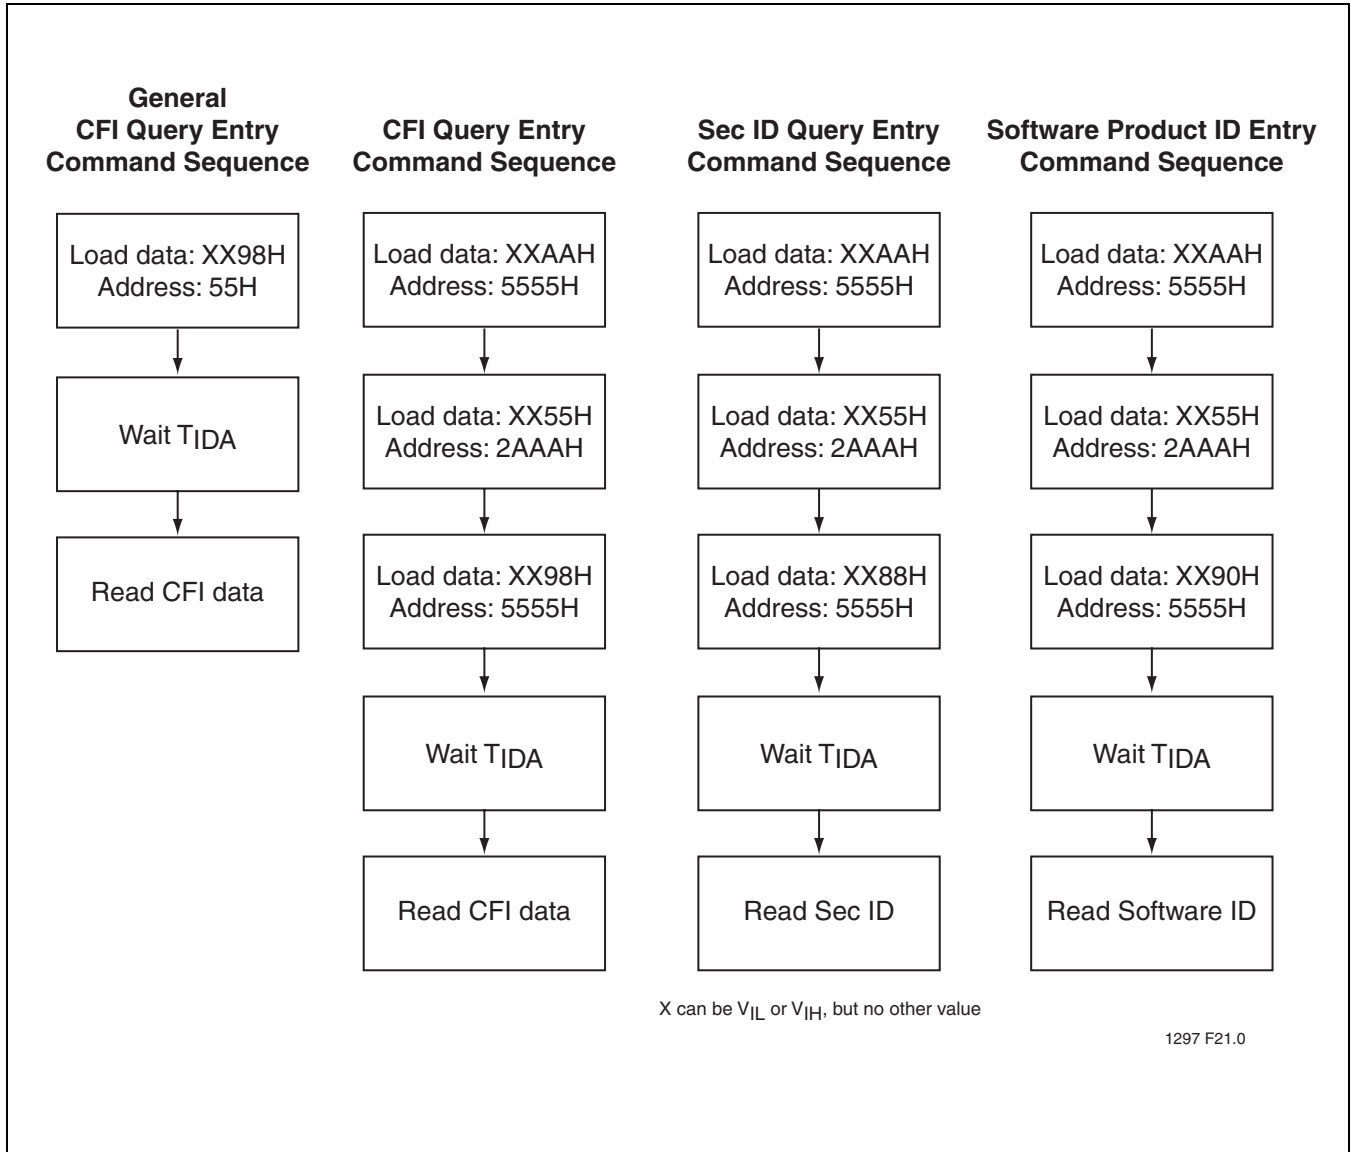 General
CFI Query Entry
Command Sequence
Load data: XX98H
Address: 55H
Wait TIDA
Read CFI data
CFI Query Entry
Command Sequence
Load data: XXAAH
Address: 5555H
Load data: XX55H
Address: 2AAAH
Load data: XX98H
Address: 5555H
Wait TIDA
Read CFI data
Sec ID Query Entry
Command Sequence
Load data: XXAAH
Address: 5555H
Load data: XX55H
Address: 2AAAH
Load data: XX88H
Address: 5555H
Wait TIDA
Read Sec ID
Software Product ID Entry
Command Sequence
Load data: XXAAH
Address: 5555H
Load data: XX55H
Address: 2AAAH
Load data: XX90H
Address: 5555H
Wait TIDA
Read Software ID
X can be VIL or VIH, but no other value
1297 F21.0